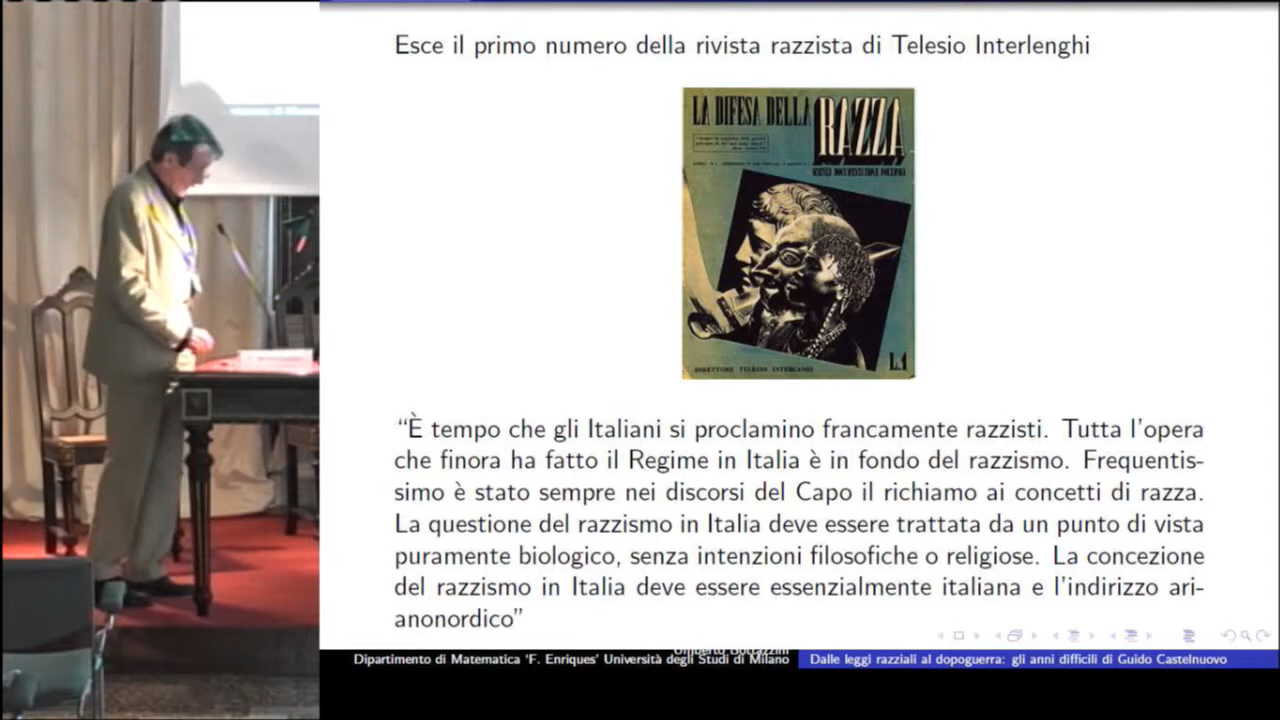 Esce il primo numero della rivista razzista di Telesio Interlenghi
LA DIFESA DELLA
RAZZA
SCIENZA DOCUMENTAZIONE POLEMICA
DIRETTORE TELESIO INTERLANDI
L.1
“È tempo che gli Italiani si proclamino francamente razzisti. Tutta l’opera
che finora ha fatto il Regime in Italia è in fondo del razzismo. Frequentis-
simo è stato sempre nei discorsi del Capo il richiamo ai concetti di razza.
La questione del razzismo in Italia deve essere trattata da un punto di vista
puramente biologico, senza intenzioni filosofiche o religiose. La concezione
del razzismo in Italia deve essere essenzialmente italiana e l’indirizzo ari-
anonordico”
Umberto Bottazzini
Dipartimento di Matematica ‘F. Enriques’ Università degli Studi di Milano
Dalle leggi razziali al dopoguerra: gli anni difficili di Guido Castelnuovo